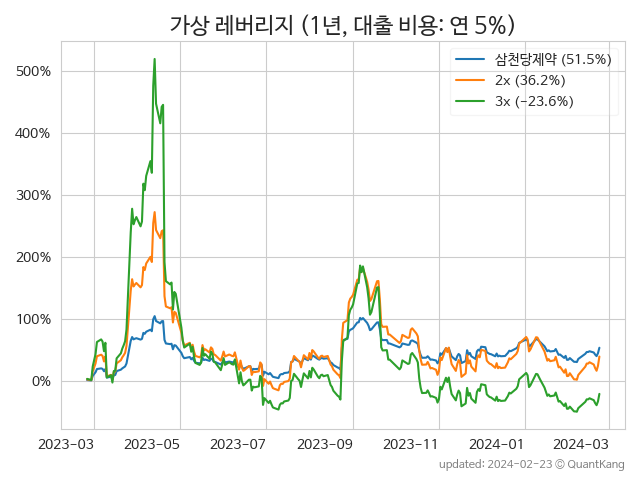 가상 레버리지 (1년, 대출 비용: 연 5%)
삼천당제약 (51.5%)
2x (36.2%)
3x (-23.6%)
500%
400%
300%
200%
100%
0%
2023-03 2023-05 2023-07 2023-09 2023-11 2024-01 2024-03
updated: 2024-02-23 © QuantKang